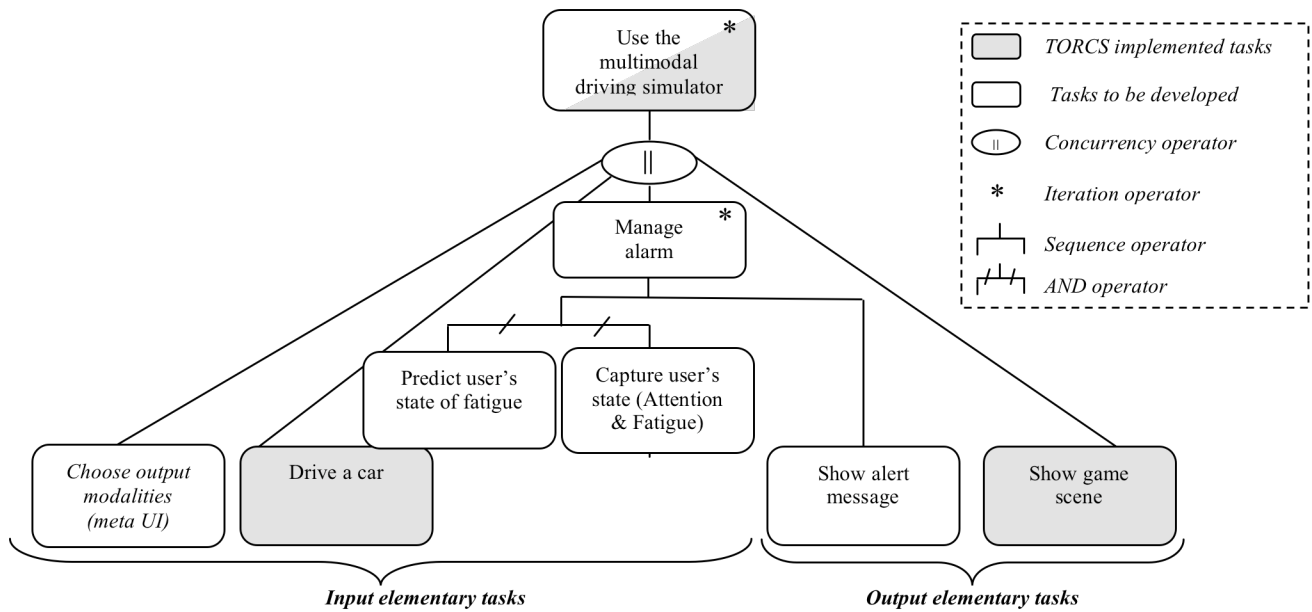 Use the
multimodal
driving simulator
*
||
Manage
alarm
*
Predict user's
state of fatigue
Capture user's
state (Attention
& Fatigue)
Choose output
modalities
(meta UI)
Drive a car
Show alert
message
Show game
scene
Input elementary tasks
Output elementary tasks
TORCS implemented tasks
Tasks to be developed
|| Concurrency operator
* Iteration operator
Sequence operator
AND operator